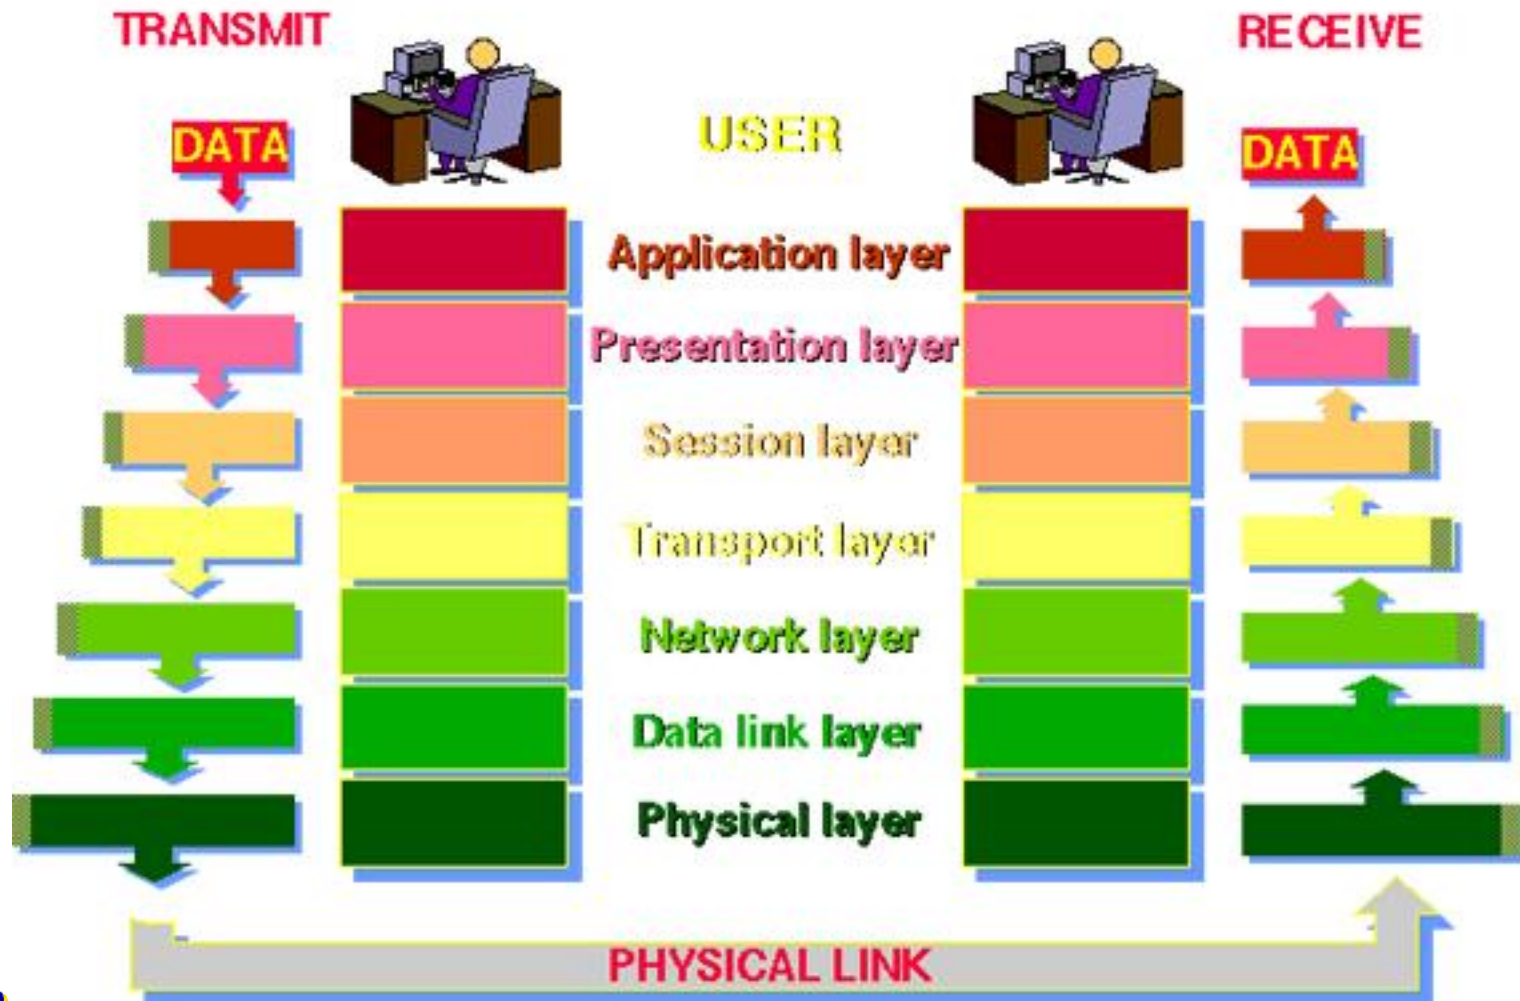 TRANSMIT
RECEIVE
USER
DATA
DATA
Application layer
Presentation layer
Session layer
Transport layer
Network layer
Data link layer
Physical layer
PHYSICAL LINK